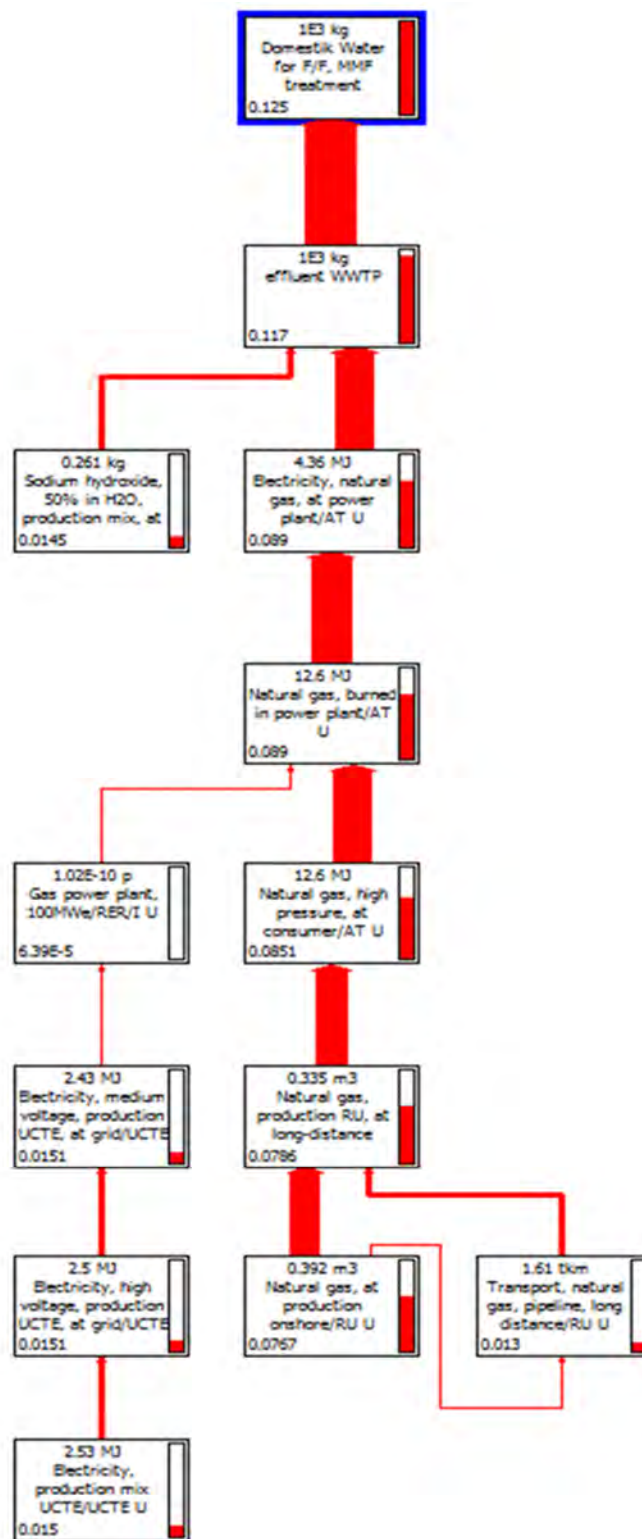 1E3 kg
Domestik Water
for F/F, MMF
treatment
0.125
1E3 kg
effluent WWTP
0.117
0.261 kg
Sodium hydroxide,
50% in H2O,
production mix, at
0.0145
4.36 MJ
Electricity, natural
gas, at power
plant/AT U
0.089
12.6 MJ
Natural gas, burned
in power plant/AT
U
0.089
1.02E-10 p
Gas power plant,
100MWe/RER/I U
6.39E-5
12.6 MJ
Natural gas, high
pressure, at
consumer/AT U
0.0851
2.43 MJ
Electricity, medium
voltage, production
UCTE, at grid/UCTE
0.0151
0.335 m3
Natural gas,
production RU, at
long-distance
0.0786
2.5 MJ
Electricity, high
voltage, production
UCTE, at grid/UCTE
0.0151
0.392 m3
Natural gas, at
production
onshore/RU U
0.0767
1.61 tkm
Transport, natural
gas, pipeline, long
distance/RU U
0.013
2.53 MJ
Electricity,
production mix
UCTE/UCTE U
0.015